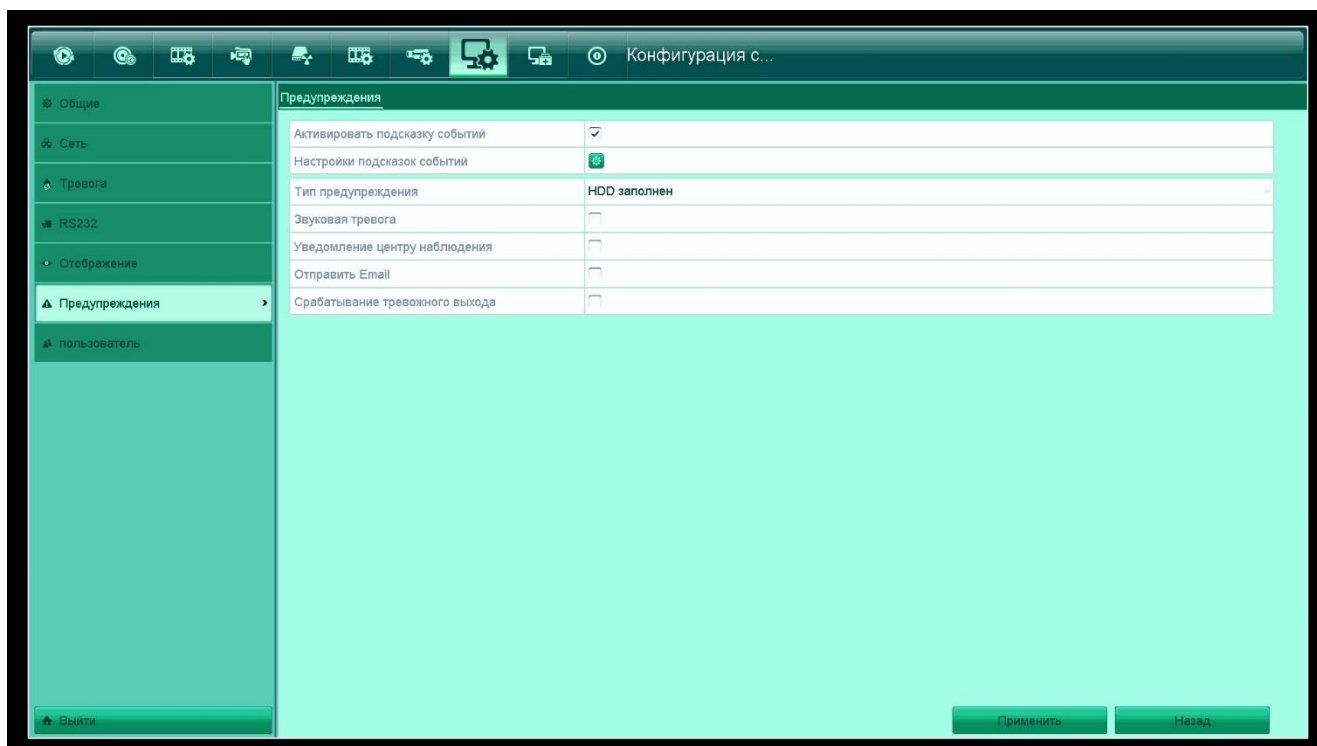 Конфигурация с...
Общие
Сеть
Тревога
RS232
Отображение
Предупреждения
пользователь
Выйти
Предупреждения
Активировать подсказку событий
Настройки подсказок событий
Тип предупреждения HDD заполнен
Звуковая тревога
Уведомление центру наблюдения
Отправить Email
Срабатывание тревожного выхода
Применить Назад